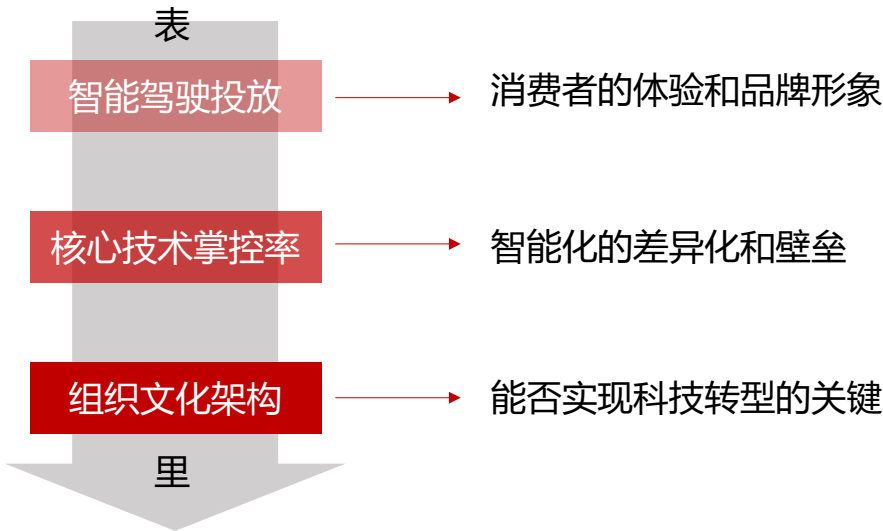 表
智能驾驶投放
消费者的体验和品牌形象
核心技术掌控率
智能化的差异化和壁垒
组织文化架构
能否实现科技转型的关键
里